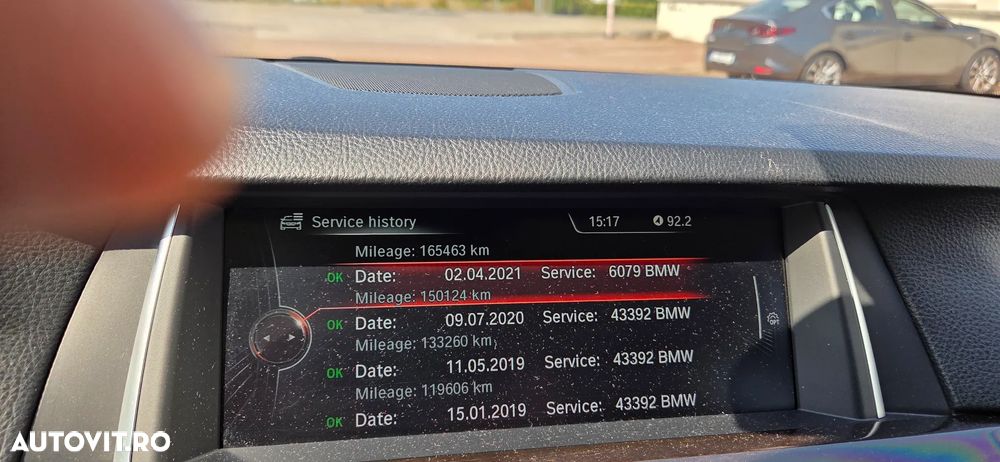 Service history 15:17 92.2
Mileage: 165463 km
OK Date: 02.04.2021 Service: 6079 BMW
Mileage: 150124 km
OK Date: 09.07.2020 Service: 43392 BMW
Mileage: 133260 km
OK Date: 11.05.2019 Service: 43392 BMW
Mileage: 119606 km
OK Date: 15.01.2019 Service: 43392 BMW
AUTOVIT.RO